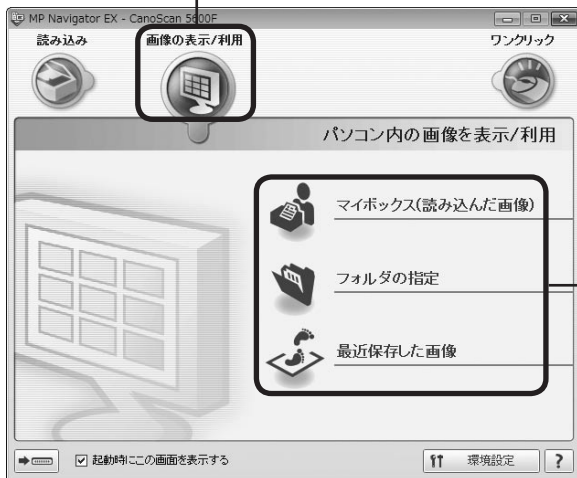 MP Navigator EX - CanoScan 5600F
読み込み
画像の表示/利用
ワンクリック
パソコン内の画像を表示/利用
マイボックス(読み込んだ画像)
フォルダの指定
最近保存した画像
起動時にこの画面を表示する
環境設定
?